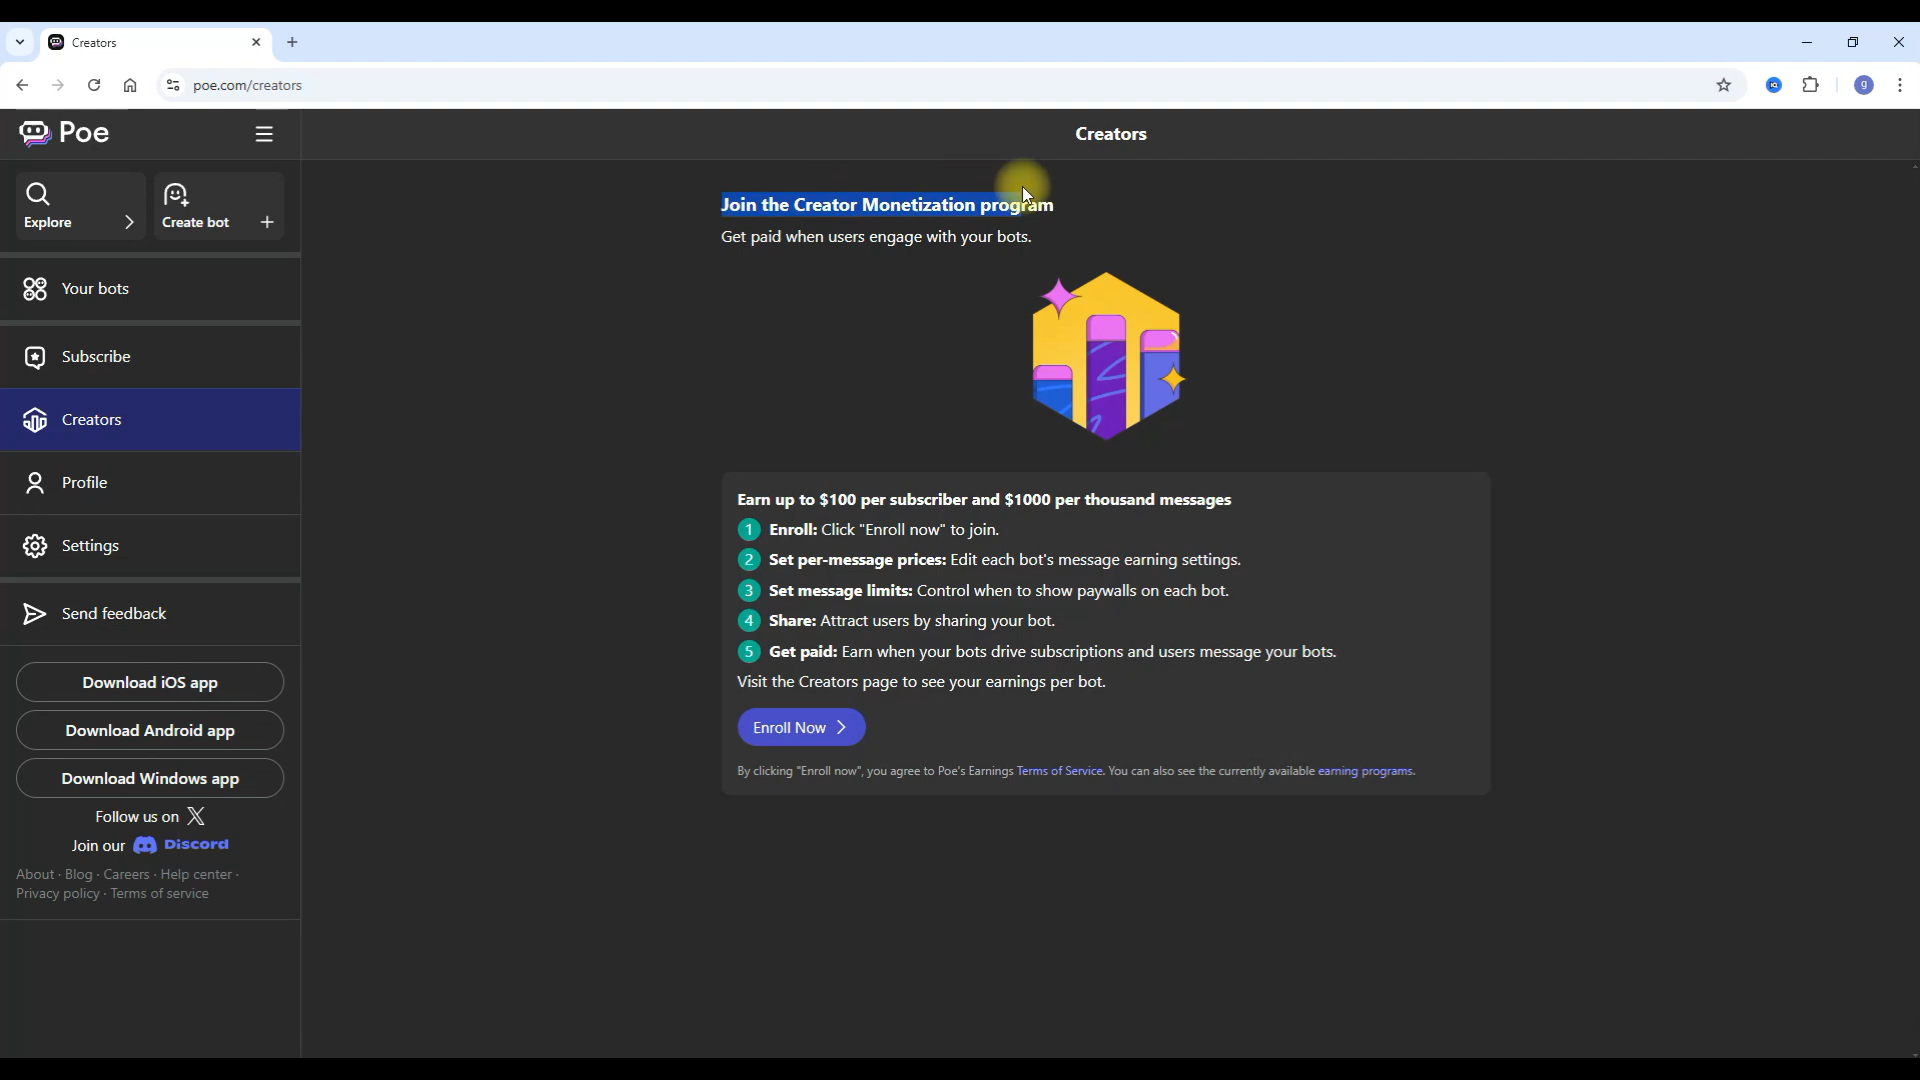 Creators
poe.com/creators
g
Poe
Creators
Explore
Create bot
Join the Creator Monetization program
Get paid when users engage with your bots.
Your bots
Subscribe
Creators
Profile
Settings
Send feedback
Earn up to $100 per subscriber and $1000 per thousand messages
1 Enroll: Click "Enroll now" to join.
2 Set per-message prices: Edit each bot's message earning settings.
3 Set message limits: Control when to show paywalls on each bot.
4 Share: Attract users by sharing your bot.
5 Get paid: Earn when your bots drive subscriptions and users message your bots.
Visit the Creators page to see your earnings per bot.
Enroll Now
By clicking "Enroll now", you agree to Poe's Earnings Terms of Service. You can also see the currently available earning programs.
Download iOS app
Download Android app
Download Windows app
Follow us on X
Join our Discord
About · Blog · Careers · Help center ·
Privacy policy · Terms of service